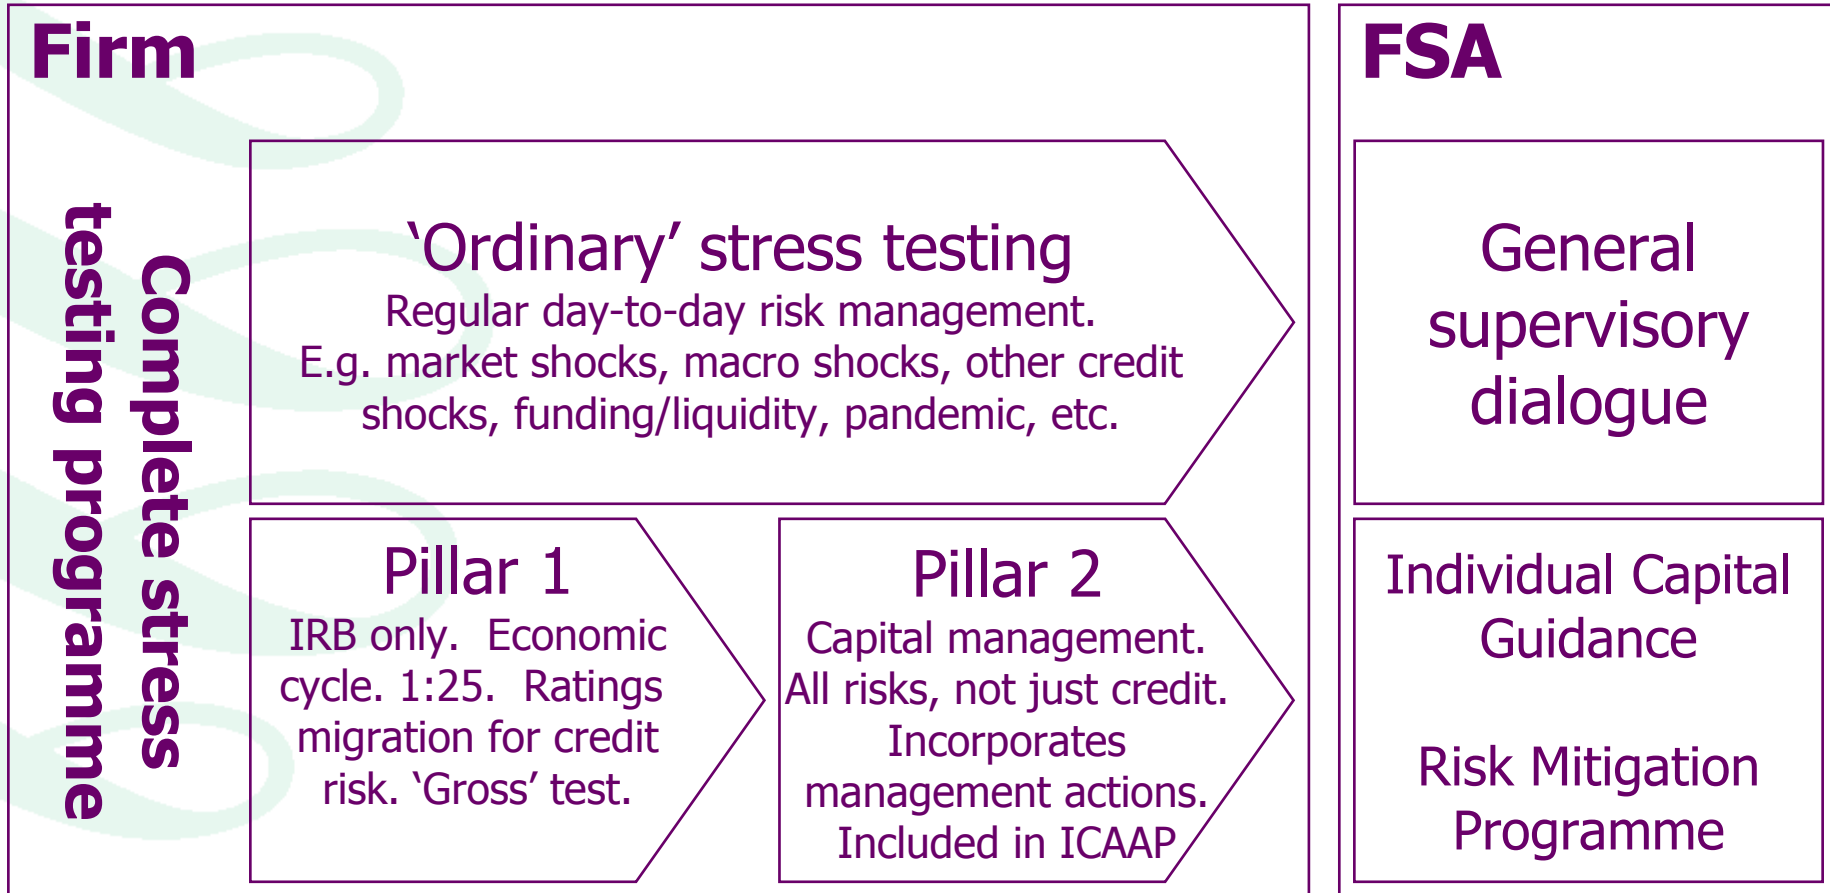 Firm
Complete stress
testing programme
‘Ordinary’ stress testing
Regular day-to-day risk management.
E.g. market shocks, macro shocks, other credit
shocks, funding/liquidity, pandemic, etc.
Pillar 1
IRB only.  Economic
cycle. 1:25.  Ratings
migration for credit
risk. ‘Gross’ test.
Pillar 2
Capital management.
All risks, not just credit.
Incorporates
management actions.
Included in ICAAP
FSA
General
supervisory
dialogue
Individual Capital
Guidance
Risk Mitigation
Programme